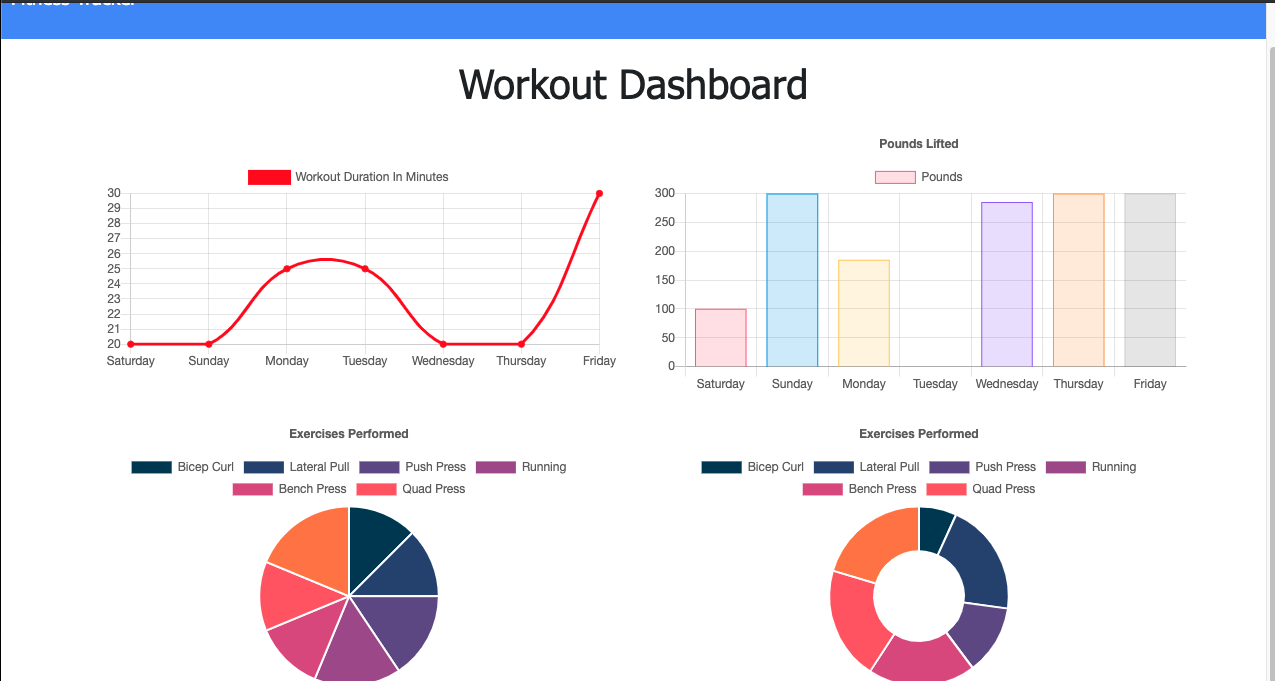 Fitness Tracker
Workout Dashboard
Workout Duration In Minutes
30
29
28
27
26
25
24
23
22
21
20
Saturday Sunday Monday Tuesday Wednesday Thursday Friday
Pounds Lifted
Pounds
300
250
200
150
100
50
0
Saturday Sunday Monday Tuesday Wednesday Thursday Friday
Exercises Performed
Bicep Curl Lateral Pull Push Press Running
Bench Press Quad Press
Exercises Performed
Bicep Curl Lateral Pull Push Press Running
Bench Press Quad Press